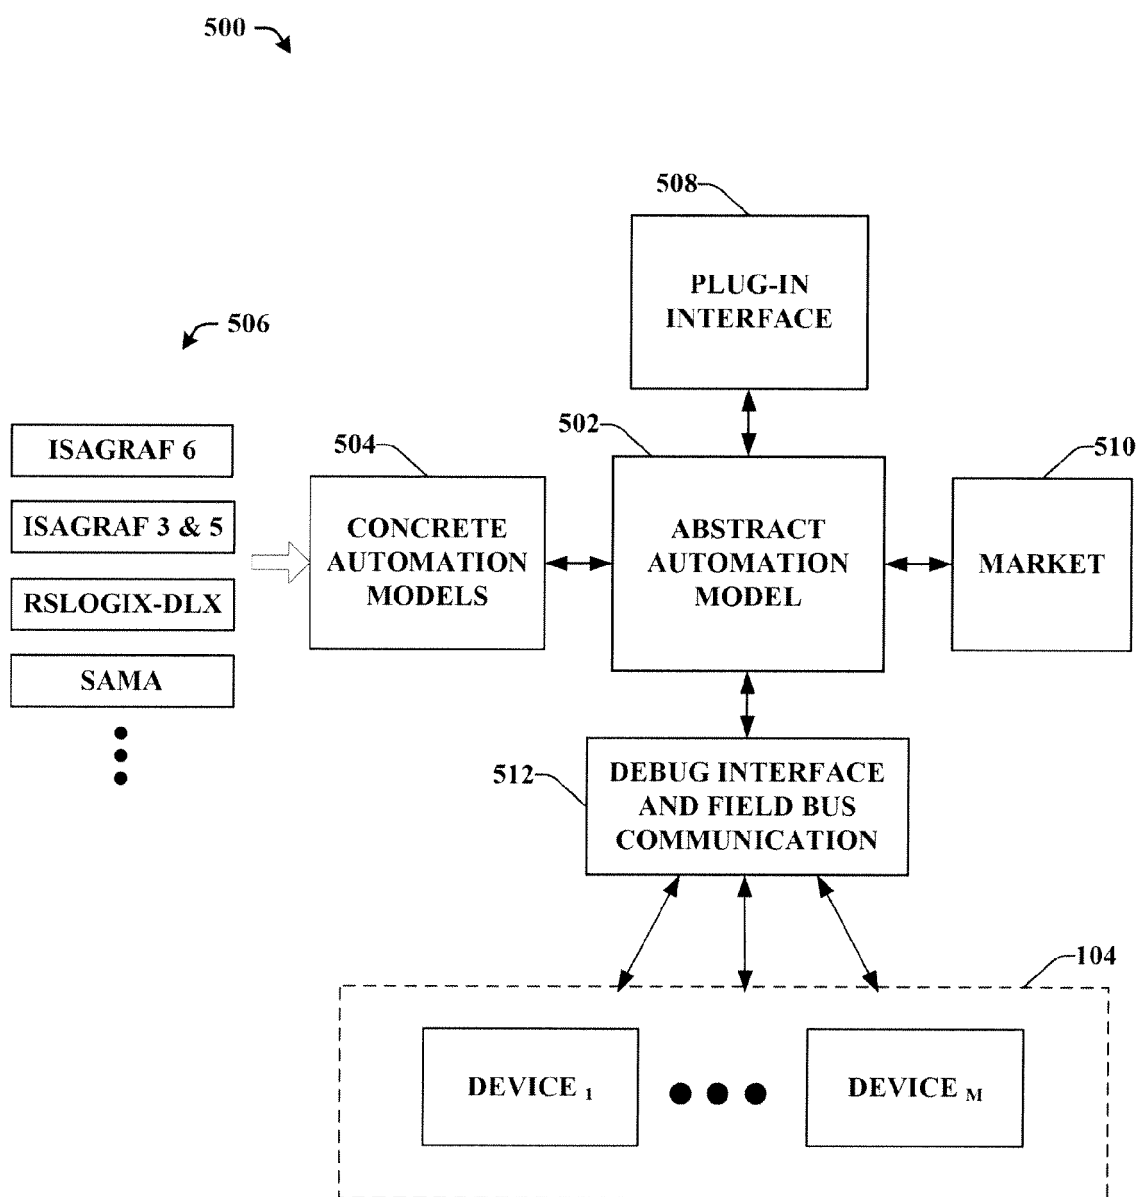 500
508
PLUG-IN
INTERFACE
506
ISAGRAF 6
ISAGRAF 3 & 5
RSLOGIX-DLX
SAMA
504
CONCRETE
AUTOMATION
MODELS
502
ABSTRACT
AUTOMATION
MODEL
510
MARKET
512
DEBUG INTERFACE
AND FIELD BUS
COMMUNICATION
104
DEVICE 1
DEVICE M